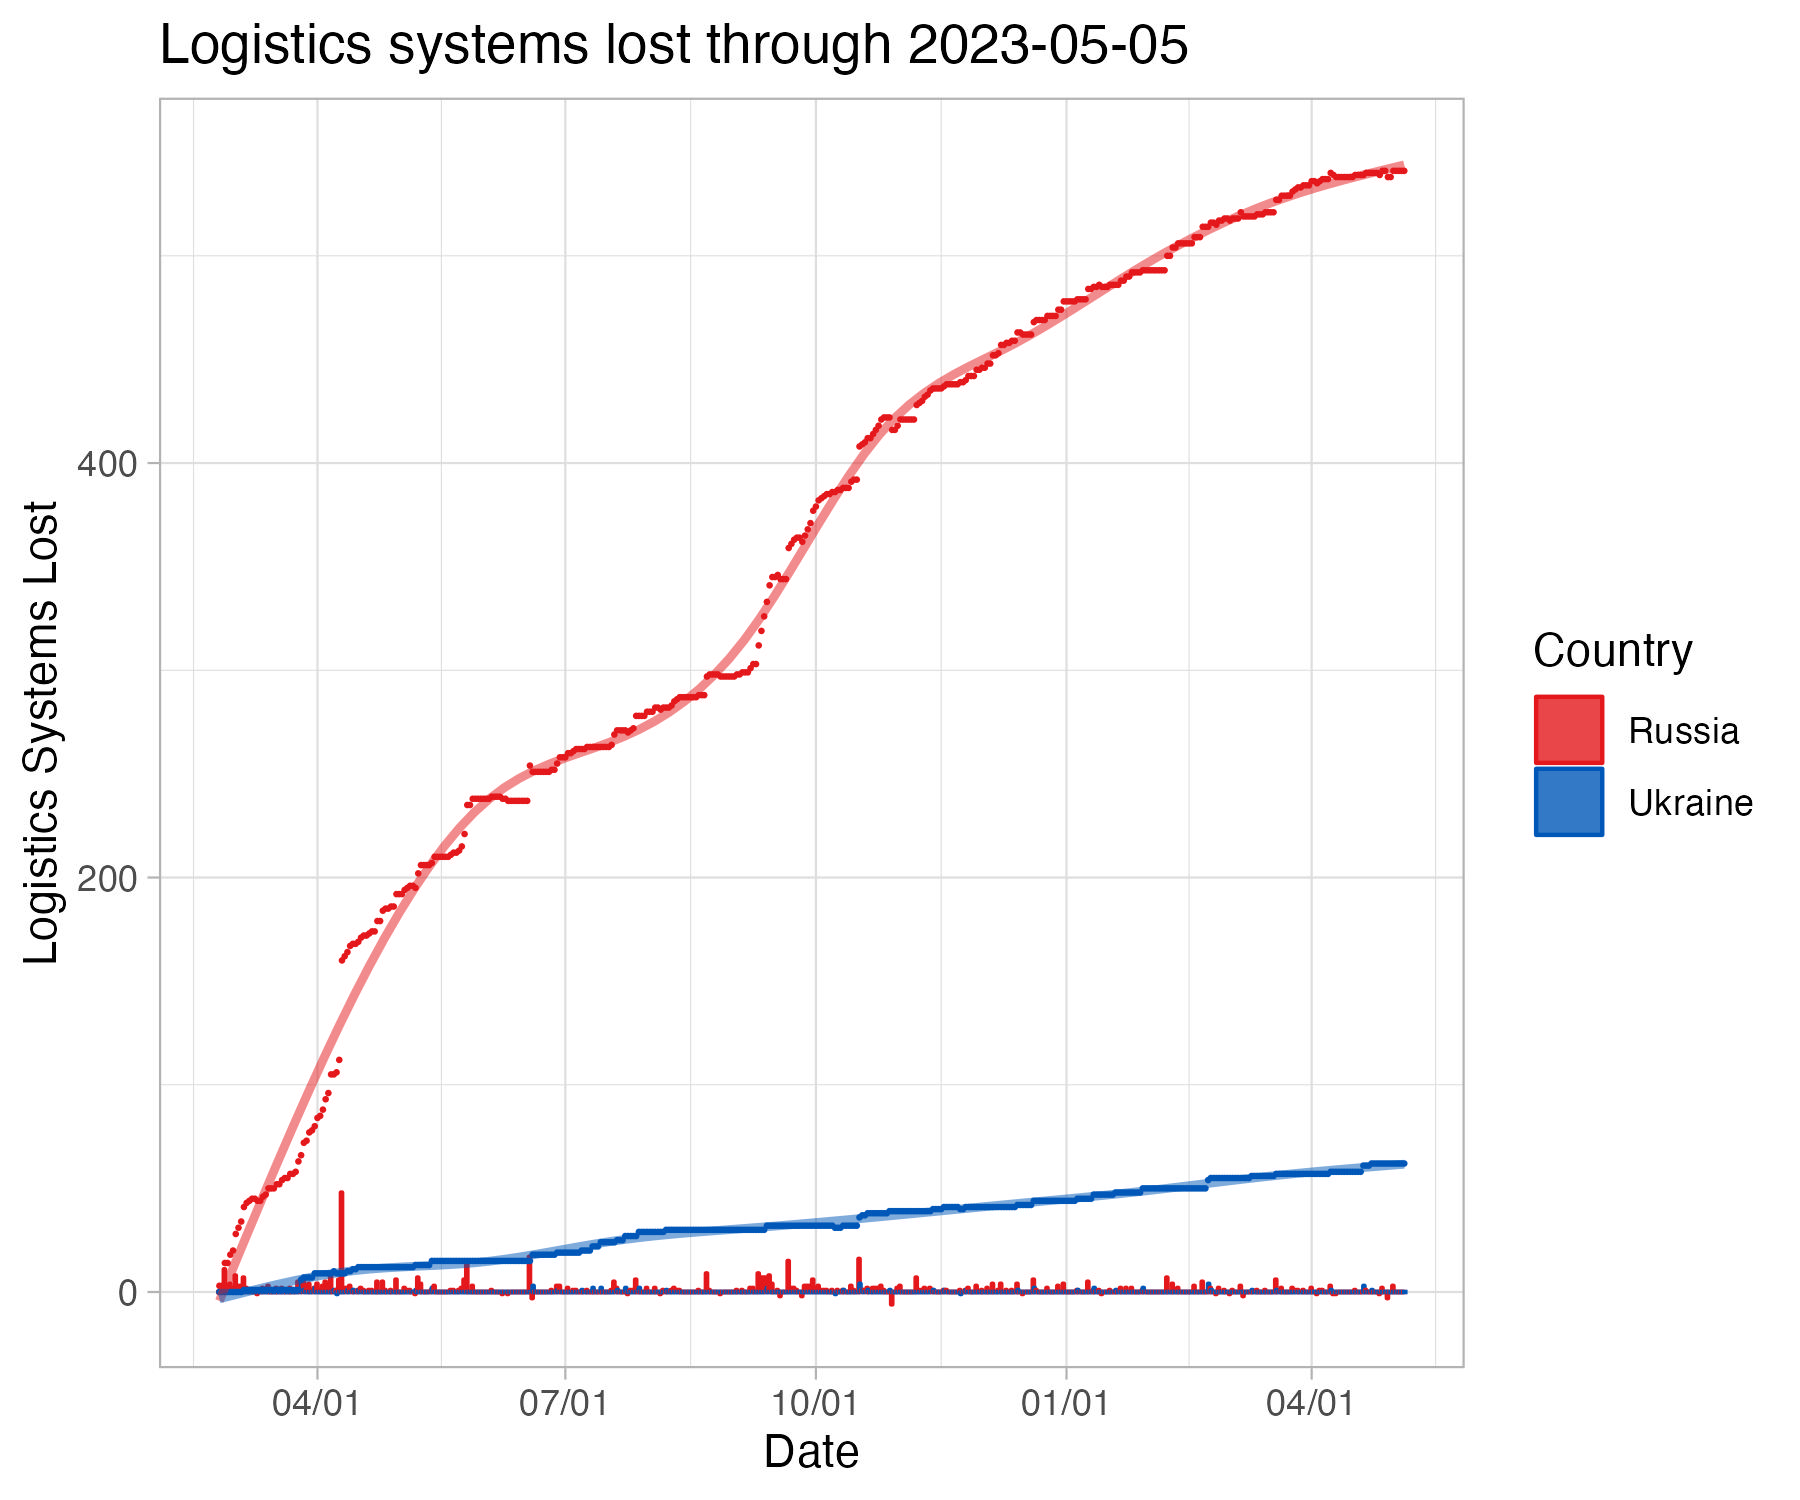 Logistics systems lost through 2023-05-05
Logistics Systems Lost
400
200
0
04/01
07/01
10/01
01/01
04/01
Date
Country
Russia
Ukraine